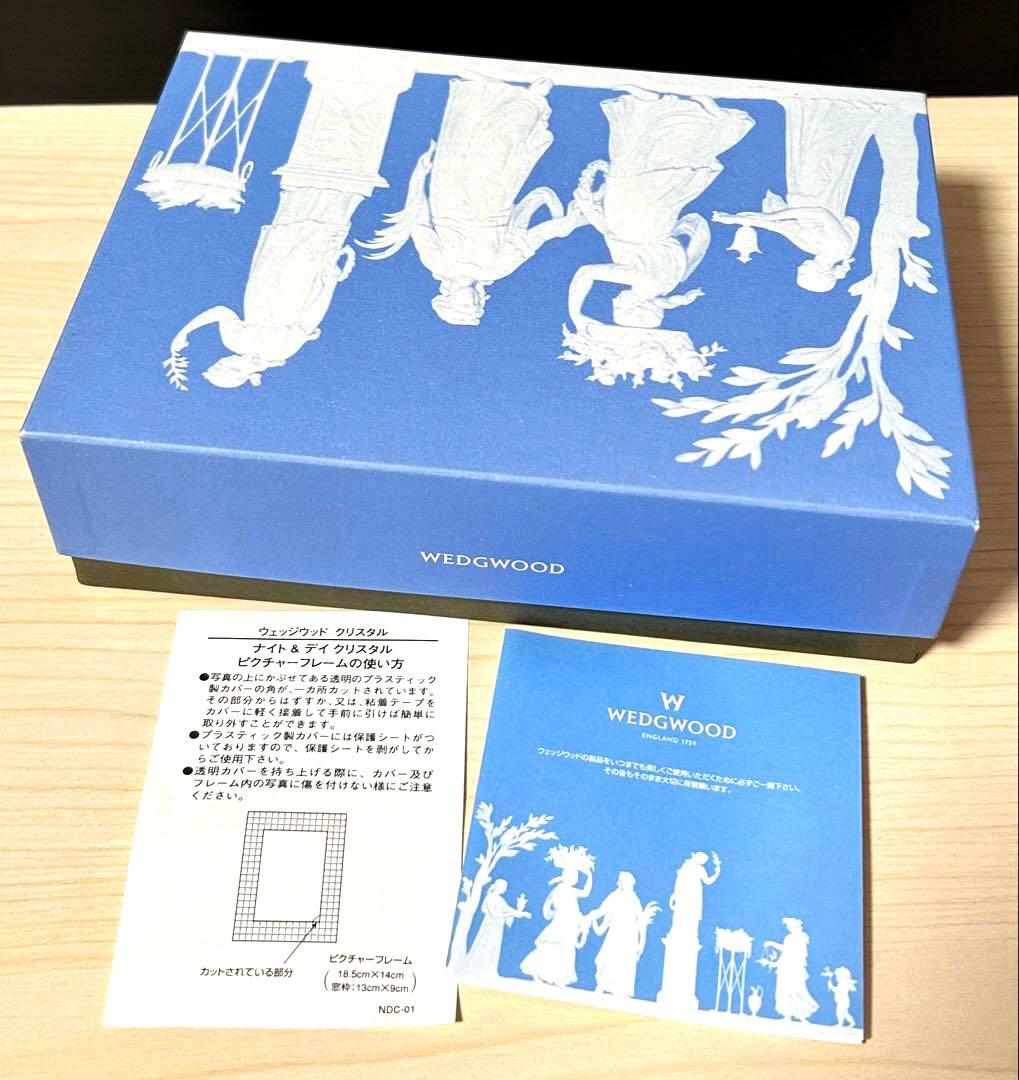 WEDGWOOD
ウェッジウッド クリスタル
ナイト & デイ クリスタル
ピクチャーフレームの使い方
●写真の上にかぶせてある透明のプラスティック
製カバーの角が、一カ所カットされています。
その部分からはずすか、又は、粘着テープを
カバーに軽く接着して手前に引けば簡単に
取り外すことができます。
●プラスティック製カバーには保護シートがつ
いておりますので、保護シートを剥がしてか
らご使用下さい。
●透明カバーを持ち上げる際に、カバー及び
フレーム内の写真に傷を付けない様にご注意
ください。
カットされている部分
ピクチャーフレーム
(18.5cm×14cm
窓枠:13cm×9cm)
NDC-01
W
WEDGWOOD
ENGLAND 1759
ウェッジウッドの製品をいつまでも美しくご使用いただくために必ずご一読下さい。
その後もそのまま大切に保管願います。